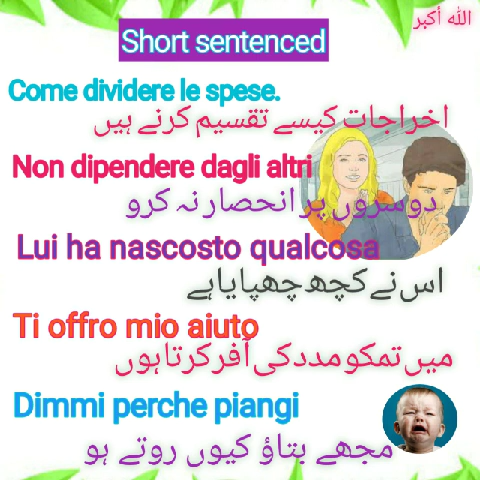 الله أكبر
Short sentenced
Come dividere le spese.
اخراجات کیسے تقسیم کرنے ہیں
Non dipendere dagli altri
دوسروں پر انحصار نہ کرو
Lui ha nascosto qualcosa
اس نے کچھ چھپایا ہے
Ti offro mio aiuto
میں تمکو مدد کی آفر کرتا ہوں
Dimmi perche piangi
مجھے بتاؤ کیوں روتے ہو